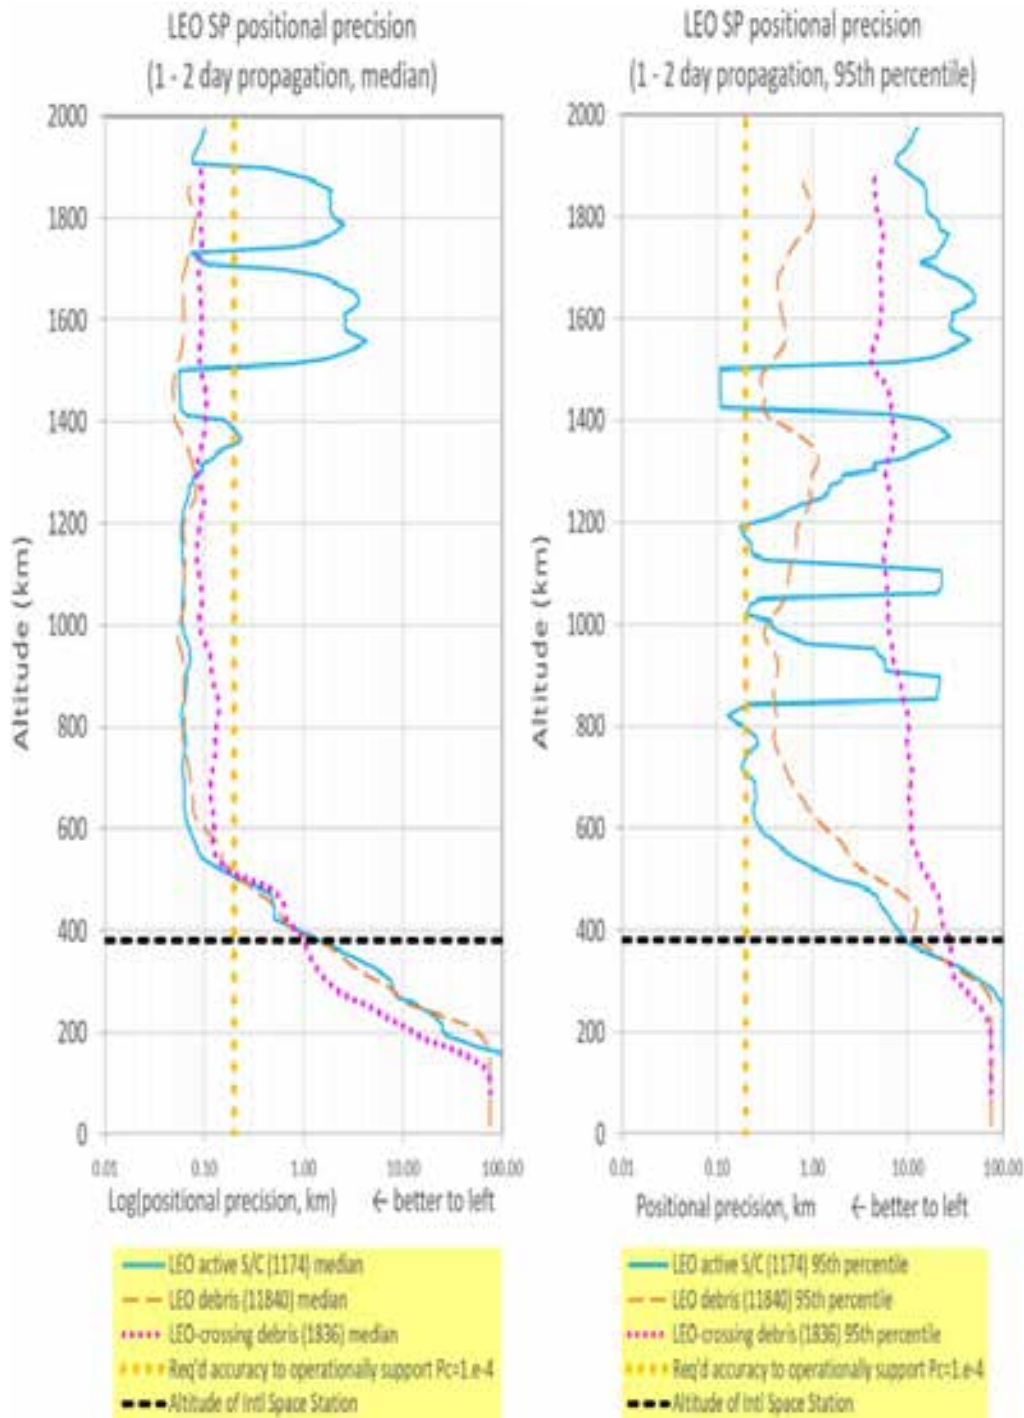 LEO SP positional precision
(1 - 2 day propagation, median)
2000
1800
1600
1400
1200
1000
800
600
400
200
0
Altitude (km)
0.01 0.10 1.00 10.00 100.00
Log(positional precision, km) ← better to left
LEO active S/C (1174) median
LEO debris (11840) median
LEO-crossing debris (1836) median
Req'd accuracy to operationally support Pc=1.e-4
Altitude of Intl Space Station
LEO SP positional precision
(1 - 2 day propagation, 95th percentile)
2000
1800
1600
1400
1200
1000
800
600
400
200
0
Altitude (km)
0.01 0.10 1.00 10.00 100.00
Positional precision, km ← better to left
LEO active S/C (1174) 95th percentile
LEO debris (11840) 95th percentile
LEO-crossing debris (1836) 95th percentile
Req'd accuracy to operationally support Pc=1.e-4
Altitude of Intl Space Station